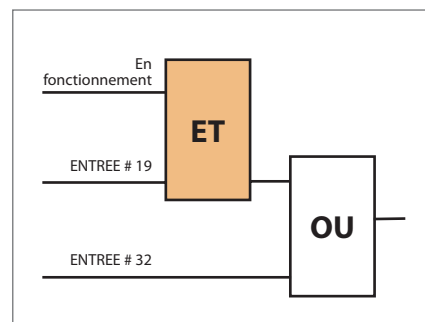 En
fonctionnement
ET
ENTREE # 19
OU
ENTREE # 32